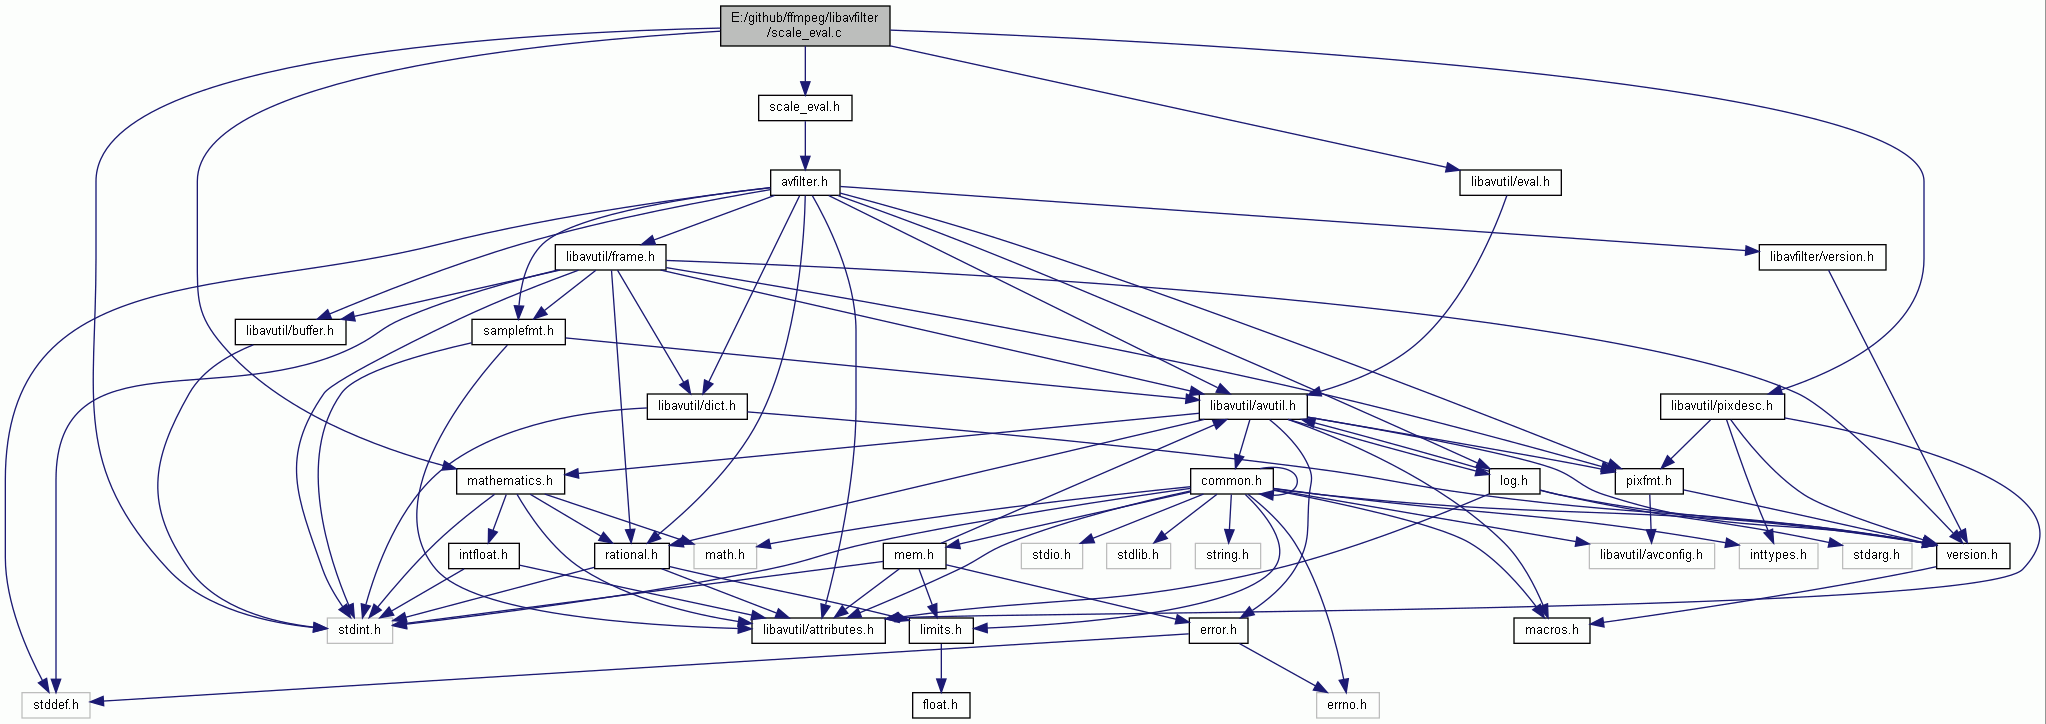 E:/github/ffmpeg/libavfilter
/scale_eval.c
scale_eval.h
avfilter.h
libavutil/eval.h
libavutil/frame.h
libavfilter/version.h
libavutil/buffer.h
samplefmt.h
libavutil/dict.h
libavutil/avutil.h
libavutil/pixdesc.h
mathematics.h
common.h
log.h
pixfmt.h
intfloat.h
rational.h
math.h
mem.h
stdio.h
stdlib.h
string.h
libavutil/avconfig.h
inttypes.h
stdarg.h
version.h
stdint.h
libavutil/attributes.h
limits.h
error.h
macros.h
stddef.h
float.h
errno.h